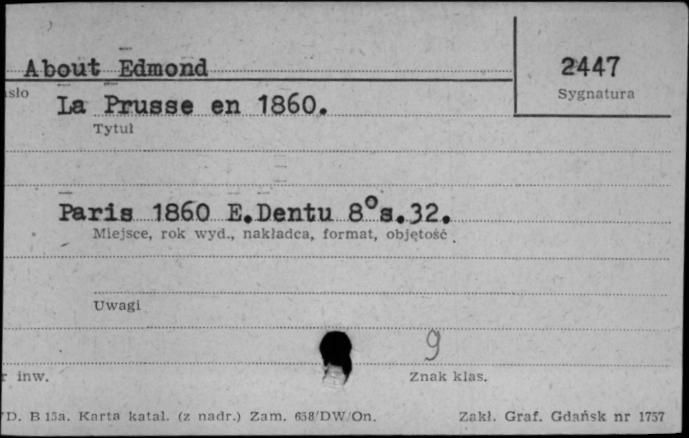 About Edmond
2447
Sygnatura
La Prusse en 1860.
Tytuł
Paris 1860 E.Dentu 8°s.32.
Miejsce, rok wyd., nakładca, format, objętość
Uwagi
9
inw.
Znak klas.
D. B 15a. Karta katal. (z nadr.) Zam. 658/DW/On.
Zakł. Graf. Gdańsk nr 1757